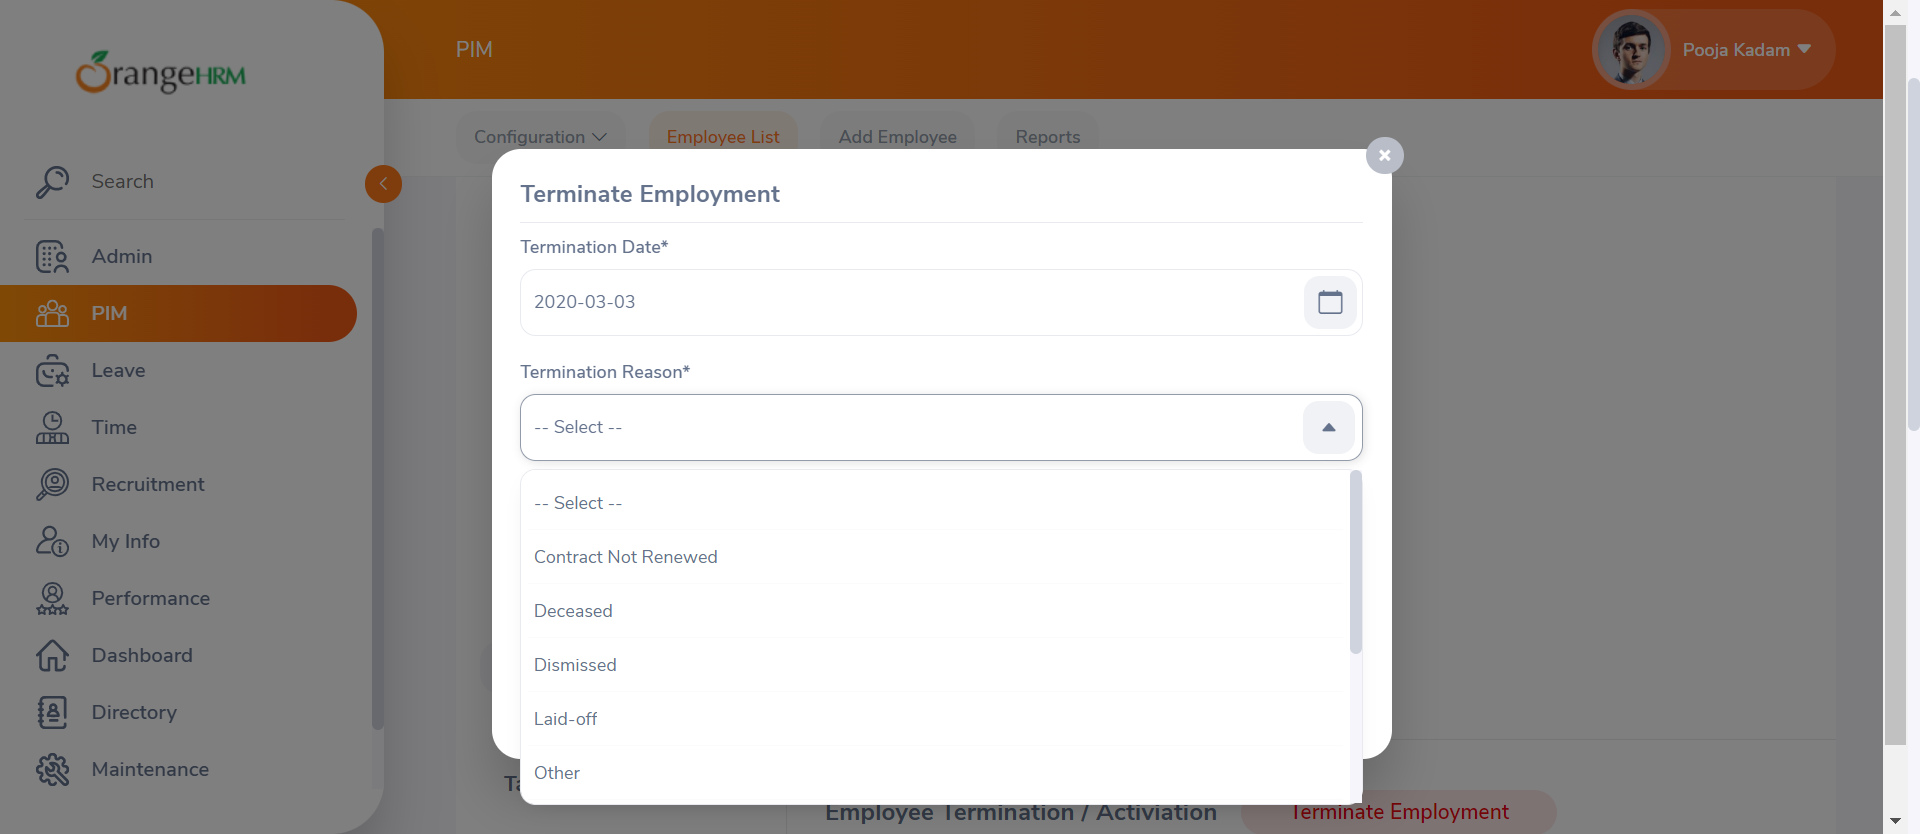 OrangeHRM
PIM
Pooja Kadam
Configuration
Employee List
Add Employee
Reports
Search
Admin
PIM
Leave
Time
Recruitment
My Info
Performance
Dashboard
Directory
Maintenance
Terminate Employment
Termination Date*
2020-03-03
Termination Reason*
-- Select --
-- Select --
Contract Not Renewed
Deceased
Dismissed
Laid-off
Other
Employee Termination / Activiation
Terminate Employment